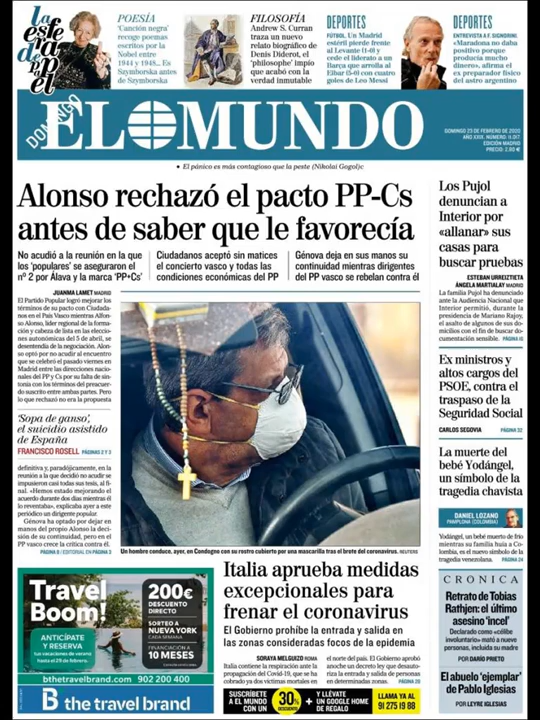 la
esfera
de
papel
POESÍA
'Canción negra'
recoge poemas
escritos por la
Nobel entre
1944 y 1948...
Es Szymborska
antes de
Szymborska
FILOSOFÍA
Andrew S. Curran
traza un nuevo
relato biográfico
de Denis Diderot,
el 'philosophe' impío
que acabó con la
verdad inmutable
DEPORTES
FÚTBOL. Un Madrid
estéril pierde frente
al Levante (1-0) y
cede el liderato a un
Barça que arrolla al
Eibar (5-0) con cuatro
goles de Leo Messi
DEPORTES
ENTREVISTA A F. SIGNORINI.
«Maradona no daba
positivo porque
producía mucho
dinero», afirma el
ex preparador físico
del astro argentino
DOMINGO
EL MUNDO
DOMINGO 23 DE FEBRERO DE 2020
AÑO XXXI. NÚMERO: 11.017
EDICIÓN MADRID
PRECIO: 2,80 €
• El pánico es más contagioso que la peste (Nikolai Gogol)c
Alonso rechazó el pacto PP-Cs
antes de saber que le favorecía
No acudió a la reunión en la que
los 'populares' se aseguraron el
nº 2 por Álava y la marca 'PP+Cs'
Ciudadanos aceptó sin matices
el concierto vasco y todas las
condiciones económicas del PP
Génova deja en sus manos su
continuidad mientras dirigentes
del PP vasco se rebelan contra él
JUANMA LAMET MADRID
El Partido Popular logró mejorar los
términos de su pacto con Ciudadanos
en el País Vasco mientras Alfonso
Alonso, líder regional de la formación
y cabeza de lista en las elecciones
autonómicas del 5 de abril, se
desentendía de la negociación. Alonso
optó por no acudir al encuentro
que se celebró el pasado viernes en
Madrid entre las direcciones nacionales
del PP y Cs por su falta de sintonía
con los términos del preacuerdo
suscrito entre ambas partes. Pero
lo que rechazó no era la propuesta
'Sopa de ganso',
el suicidio asistido
de España
FRANCISCO ROSELL PÁGINAS 2 Y 3
definitiva y, paradójicamente, en la
reunión a la que decidió no acudir se
impusieron casi todas sus tesis, al final.
«Hemos estado mejorando el
acuerdo durante dos días mientras él
lo reventaba», explicaba ayer a este
periódico un dirigente popular.
Génova ha optado por dejar en
manos del propio Alonso la decisión
de su continuidad, pero en el PP
vasco crece la crítica contra él.
PÁGINA 8 / EDITORIAL EN PÁGINA 3
Un hombre conduce, ayer, en Condogno con su rostro cubierto por una mascarilla tras el brote del coronavirus. REUTERS
Los Pujol
denuncian a
Interior por
«allanar» sus
casas para
buscar pruebas
ESTEBAN URREIZTIETA
ÁNGELA MARTIALAY MADRID
La familia Pujol ha denunciado
ante la Audiencia Nacional que
Interior permitió, durante la
presidencia de Mariano Rajoy,
el asalto de algunos de sus domicilios
con el fin de buscar documentación
sensible. PÁGINA 10
Ex ministros y
altos cargos del
PSOE, contra el
traspaso de la
Seguridad Social
CARLOS SEGOVIA PÁGINA 32
La muerte del
bebé Yodángel,
un símbolo de la
tragedia chavista
DANIEL LOZANO
PAMPLONA (COLOMBIA)
Yodángel, un bebé muerto de frío
mientras su familia huía a Colombia,
es el nuevo símbolo de la
tragedia venezolana. PÁGINA 24
CRÓNICA
Retrato de Tobias
Rathjen: el último
asesino 'incel'
Declarado como «célibe
involuntario» mató a nueve
personas, incluida su madre
POR DARÍO PRIETO
El abuelo 'ejemplar'
de Pablo Iglesias
POR LEYRE IGLESIAS
Italia aprueba medidas
excepcionales para
frenar el coronavirus
El Gobierno prohíbe la entrada y salida en
las zonas consideradas focos de la epidemia
SORAYA MELGUIZO ROMA
Italia contiene la respiración ante la
propagación del Covid-19, que se ha
cobrado ya dos víctimas mortales en
el norte del país. El Gobierno aprobó
anoche un decreto ley que desautoriza
la entrada y salida de personas
en determinadas zonas. PÁGINA 20
Travel
Boom!
ANTICÍPATE
Y RESERVA
tus vacaciones de verano
hasta el 29 de febrero.
200€
DESCUENTO
DIRECTO
SORTEO A
NUEVA YORK
CADA SEMANA
FINANCIACIÓN A
10 MESES
bthetravelbrand.com 902 200 400
B the travel brand
SUSCRÍBETE
A EL MUNDO
CON UN
30%
DESCUENTO
Y LLÉVATE
UN GOOGLE HOME
DE REGALO
LLAMA YA AL
91 275 19 88